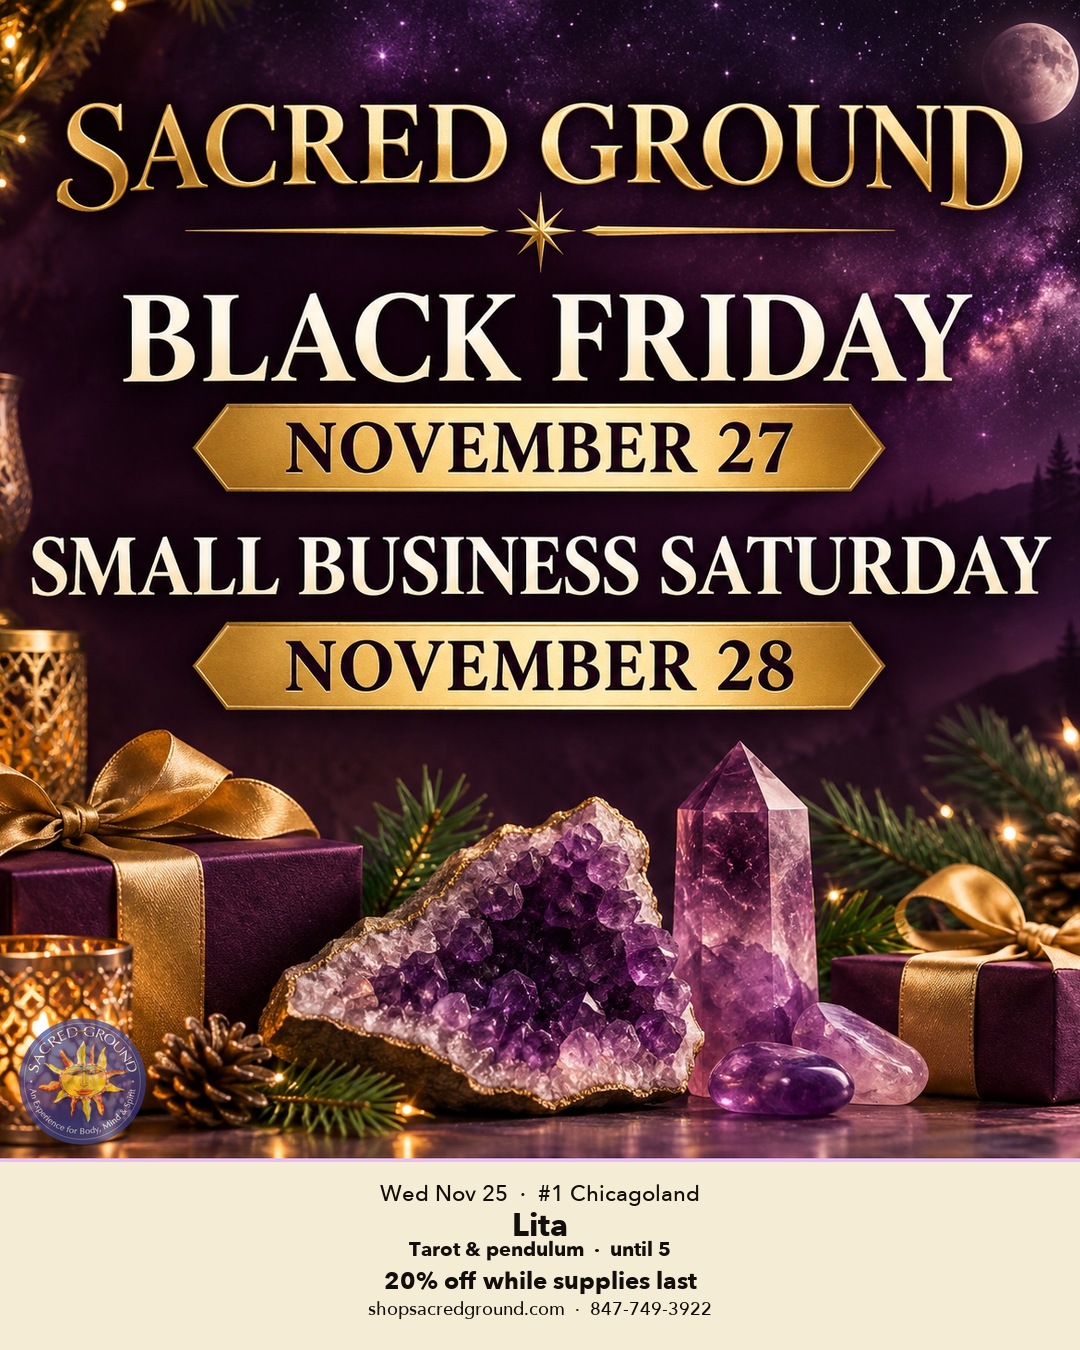 SACRED GROUND
BLACK FRIDAY
NOVEMBER 27
SMALL BUSINESS SATURDAY
NOVEMBER 28
SACRED GROUND
An Experience for Body, Mind & Spirit
Wed Nov 25 · #1 Chicagoland
Lita
Tarot & pendulum · until 5
20% off while supplies last
shopsacredground.com · 847-749-3922